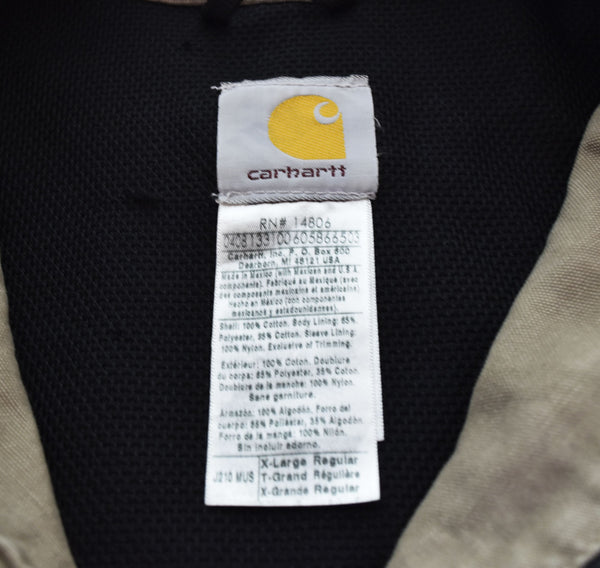 carhartt
RN# 14806
0408133100605866503
Carhartt, Inc. P. O. Box 600
Dearborn, MI 48121 USA
Made in Mexico (with Mexican and U.S.A.
components). Fabriqué au Mexique (avec
des composants mexicains et américains).
Hecho en México (con componentes
mexicanos y estadounidenses).
Shell: 100% Cotton. Body Lining: 65%
Polyester, 35% Cotton. Sleeve Lining:
100% Nylon. Exclusive of Trimming.
Extérieur: 100% Coton. Doublure
du corps: 65% Polyester, 35% Coton.
Doublure de la manche: 100% Nylon.
Sans garniture.
Armazón: 100% Algodón. Forro del
cuerpo: 65% Poliéster, 35% Algodón.
Forro de la manga: 100% Nilón.
Sin incluir adorno.
J210 MUS
X-Large Regular
T-Grand Régulière
X-Grande Regular